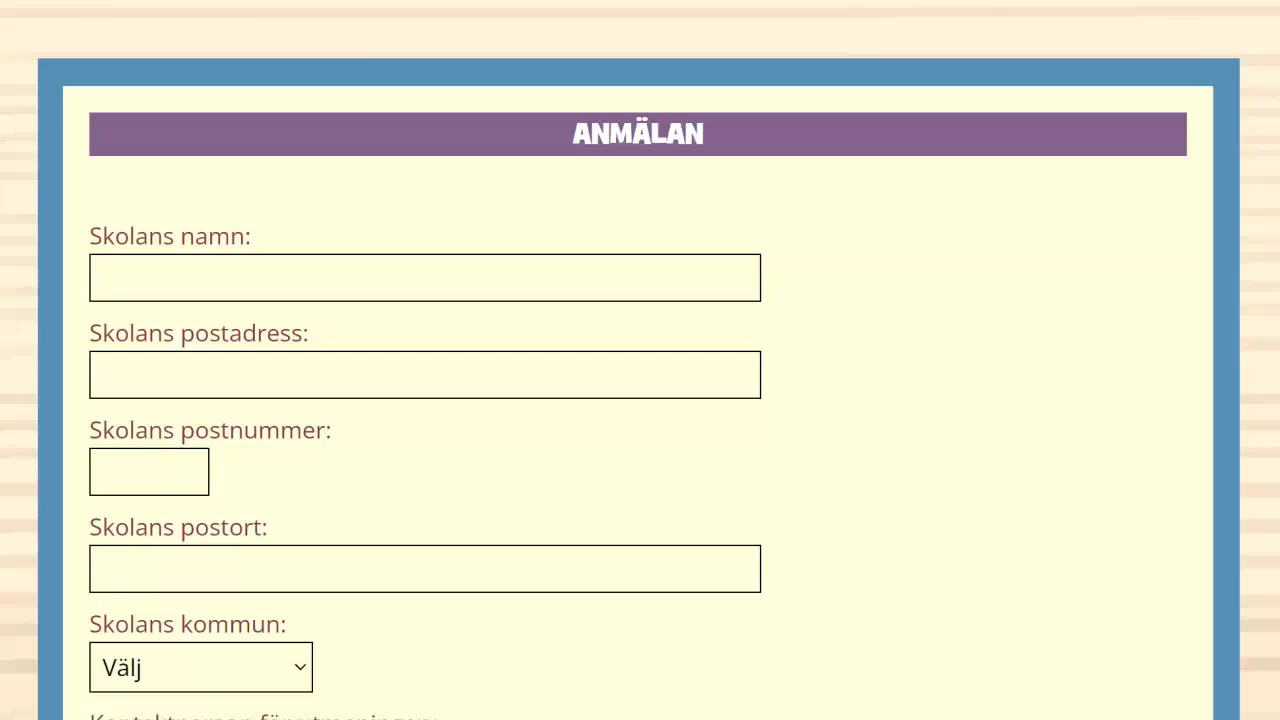 ANMÄLAN
Skolans namn:
Skolans postadress:
Skolans postnummer:
Skolans postort:
Skolans kommun:
Välj